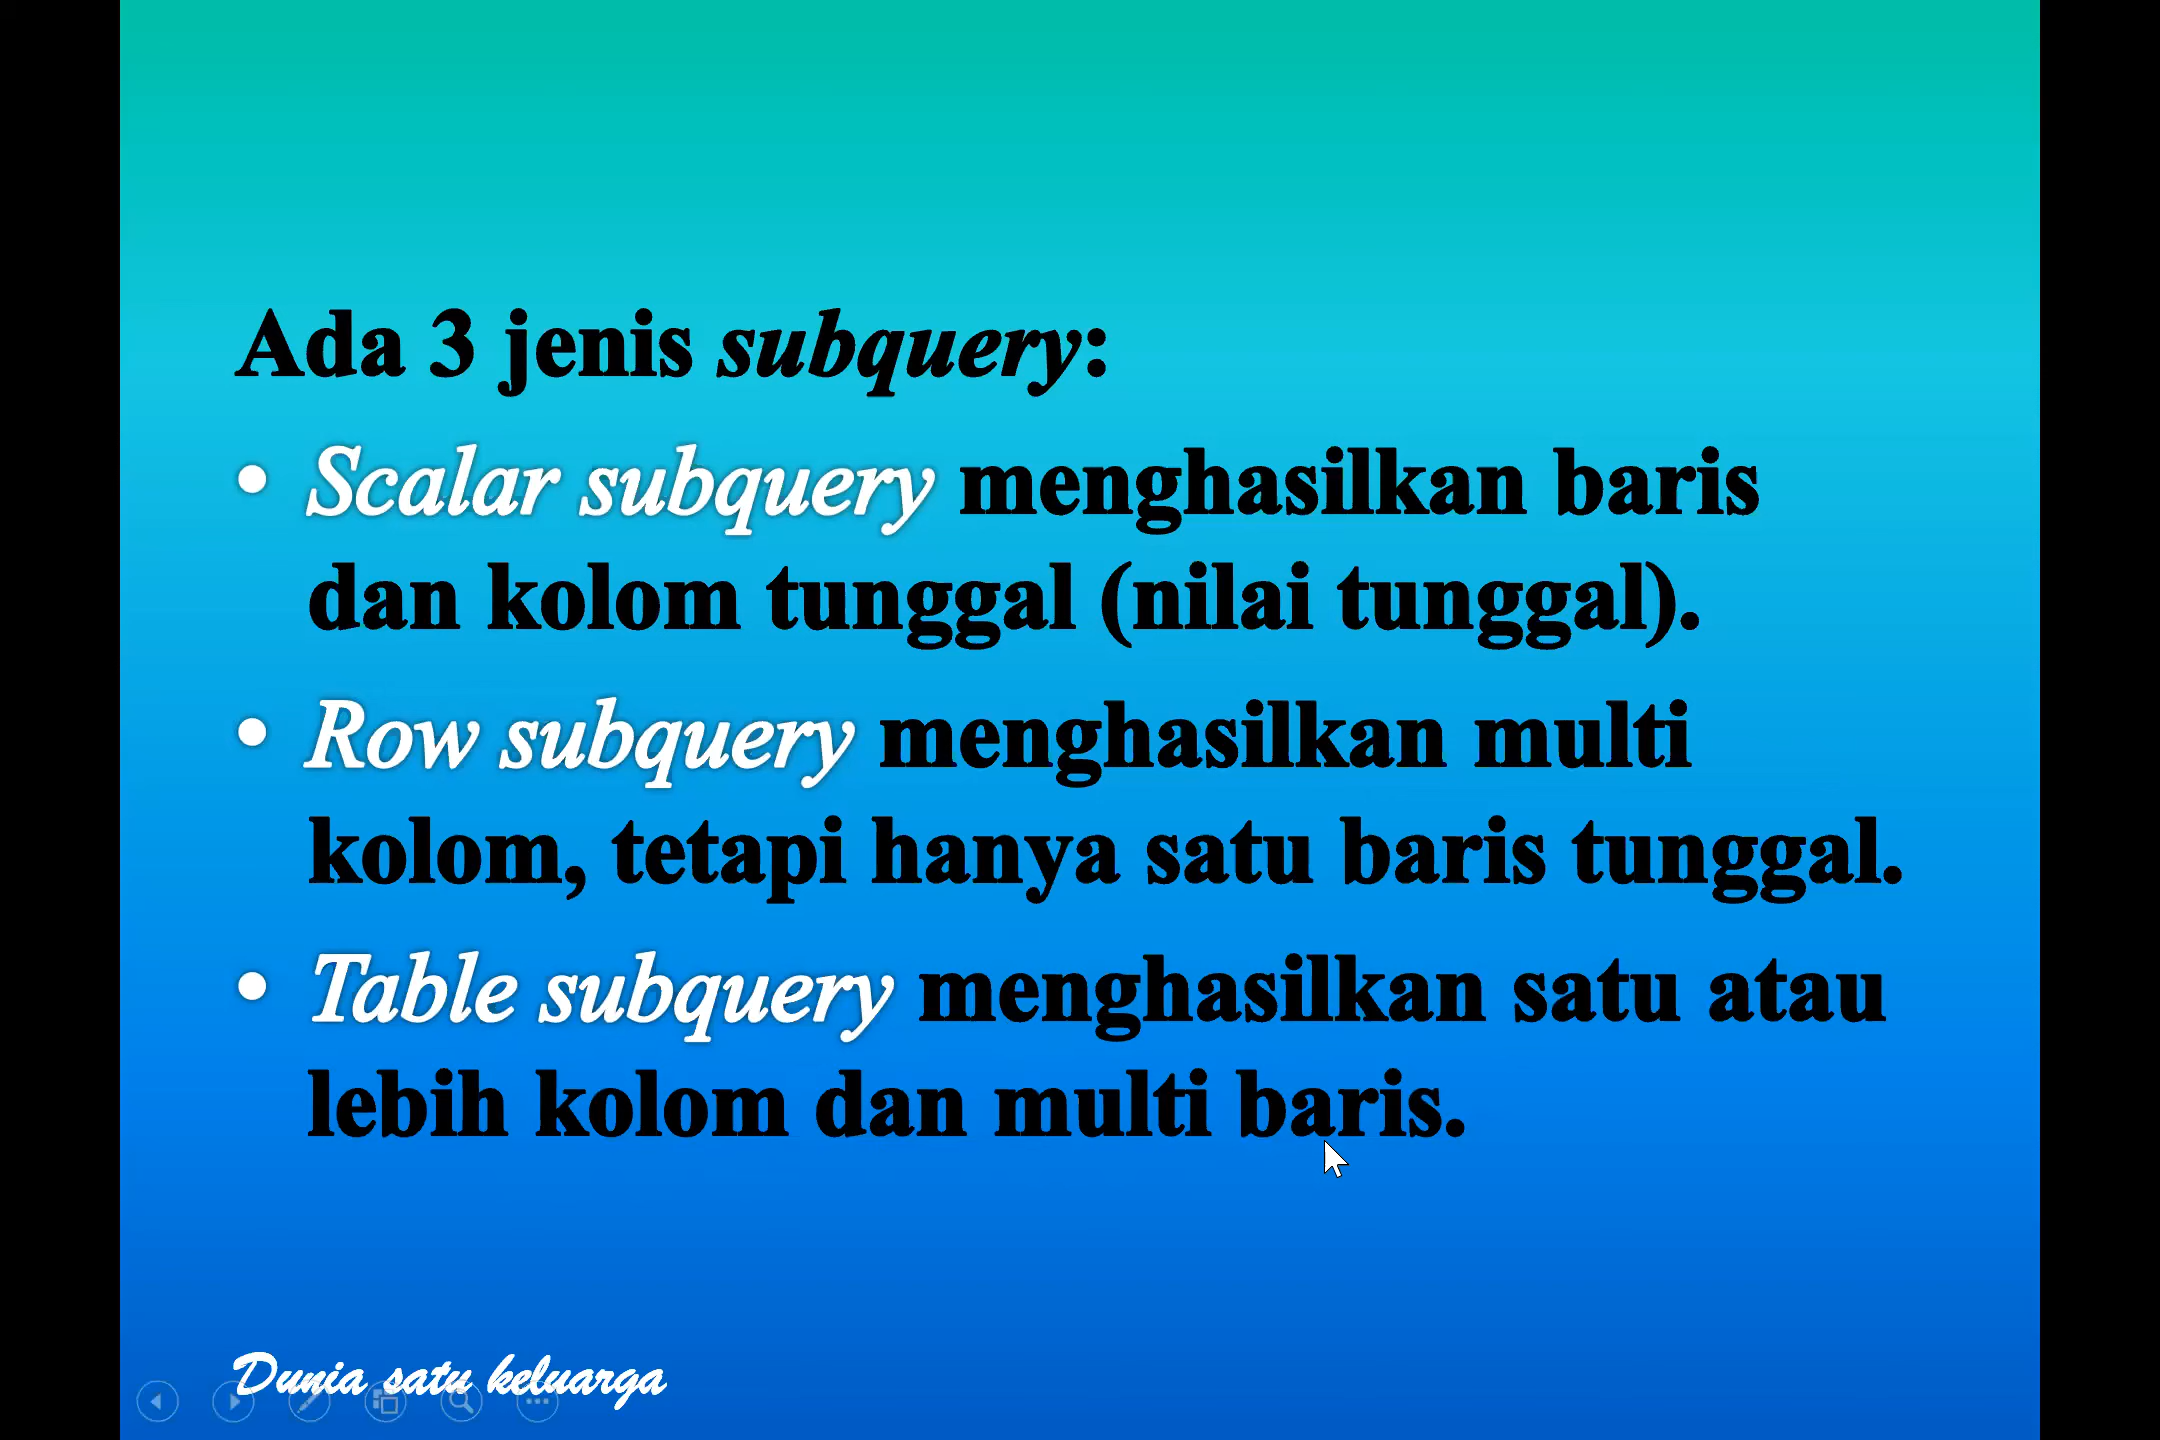 Ada 3 jenis subquery:
• Scalar subquery menghasilkan baris
dan kolom tunggal (nilai tunggal).
• Row subquery menghasilkan multi
kolom, tetapi hanya satu baris tunggal.
• Table subquery menghasilkan satu atau
lebih kolom dan multi baris.
Dunia satu keluarga